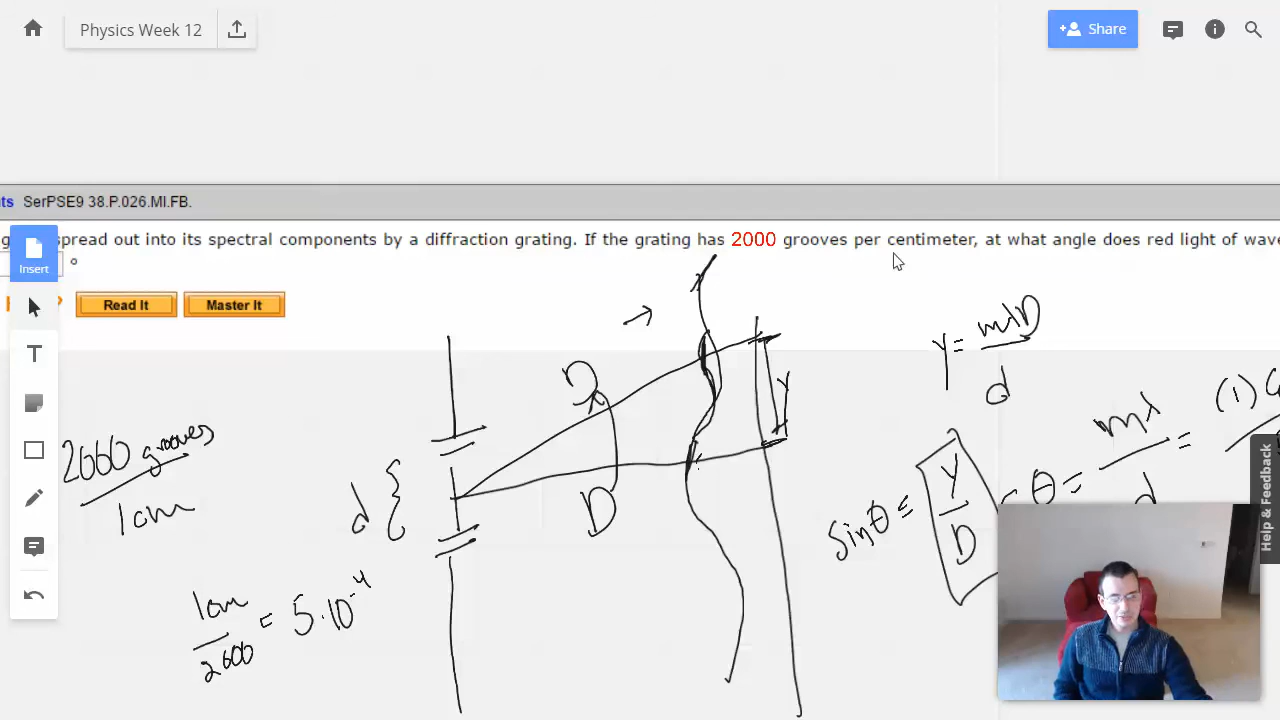 Physics Week 12
Share
ts SerPSE9 38.P.026.MI.FB.
spread out into its spectral components by a diffraction grating. If the grating has 2000 grooves per centimeter, at what angle does red light of wave
°
Insert
Read It
Master It
T
2000 grooves
1cm
d {
D
D
Y
Y = mλD
d
sinθ = Y
D
θ = mλ
d
= (1)
1cm
2000
= 5·10⁻⁴
Help & Feedback